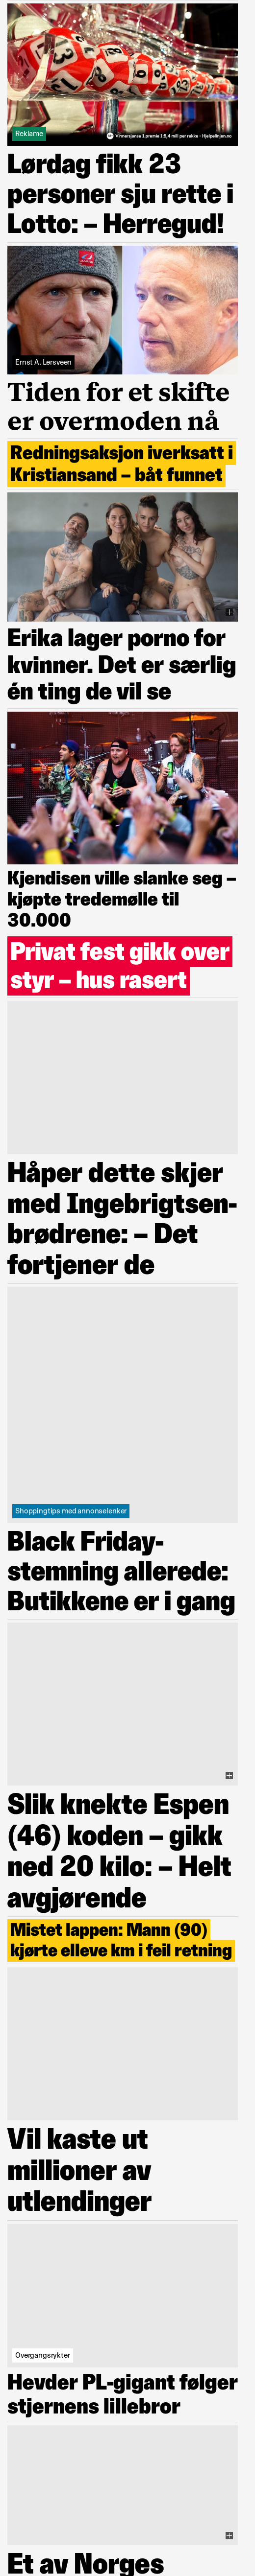 Reklame
Vinnersjanse 1.premie 1:5,4 mill per rekke - Hjelpelinjen.no
Lørdag fikk 23
personer sju rette i
Lotto: – Herregud!
Ernst A. Lersveen
Tiden for et skifte
er overmoden nå
Redningsaksjon iverksatt i
Kristiansand – båt funnet
Erika lager porno for
kvinner. Det er særlig
én ting de vil se
Kjendisen ville slanke seg –
kjøpte tredemølle til
30.000
Privat fest gikk over
styr – hus rasert
Håper dette skjer
med Ingebrigtsen-
brødrene: – Det
fortjener de
Shoppingtips med annonselenker
Black Friday-
stemning allerede:
Butikkene er i gang
Slik knekte Espen
(46) koden – gikk
ned 20 kilo: – Helt
avgjørende
Mistet lappen: Mann (90)
kjørte elleve km i feil retning
Vil kaste ut
millioner av
utlendinger
Overgangsrykter
Hevder PL-gigant følger
stjernens lillebror
Et av Norges